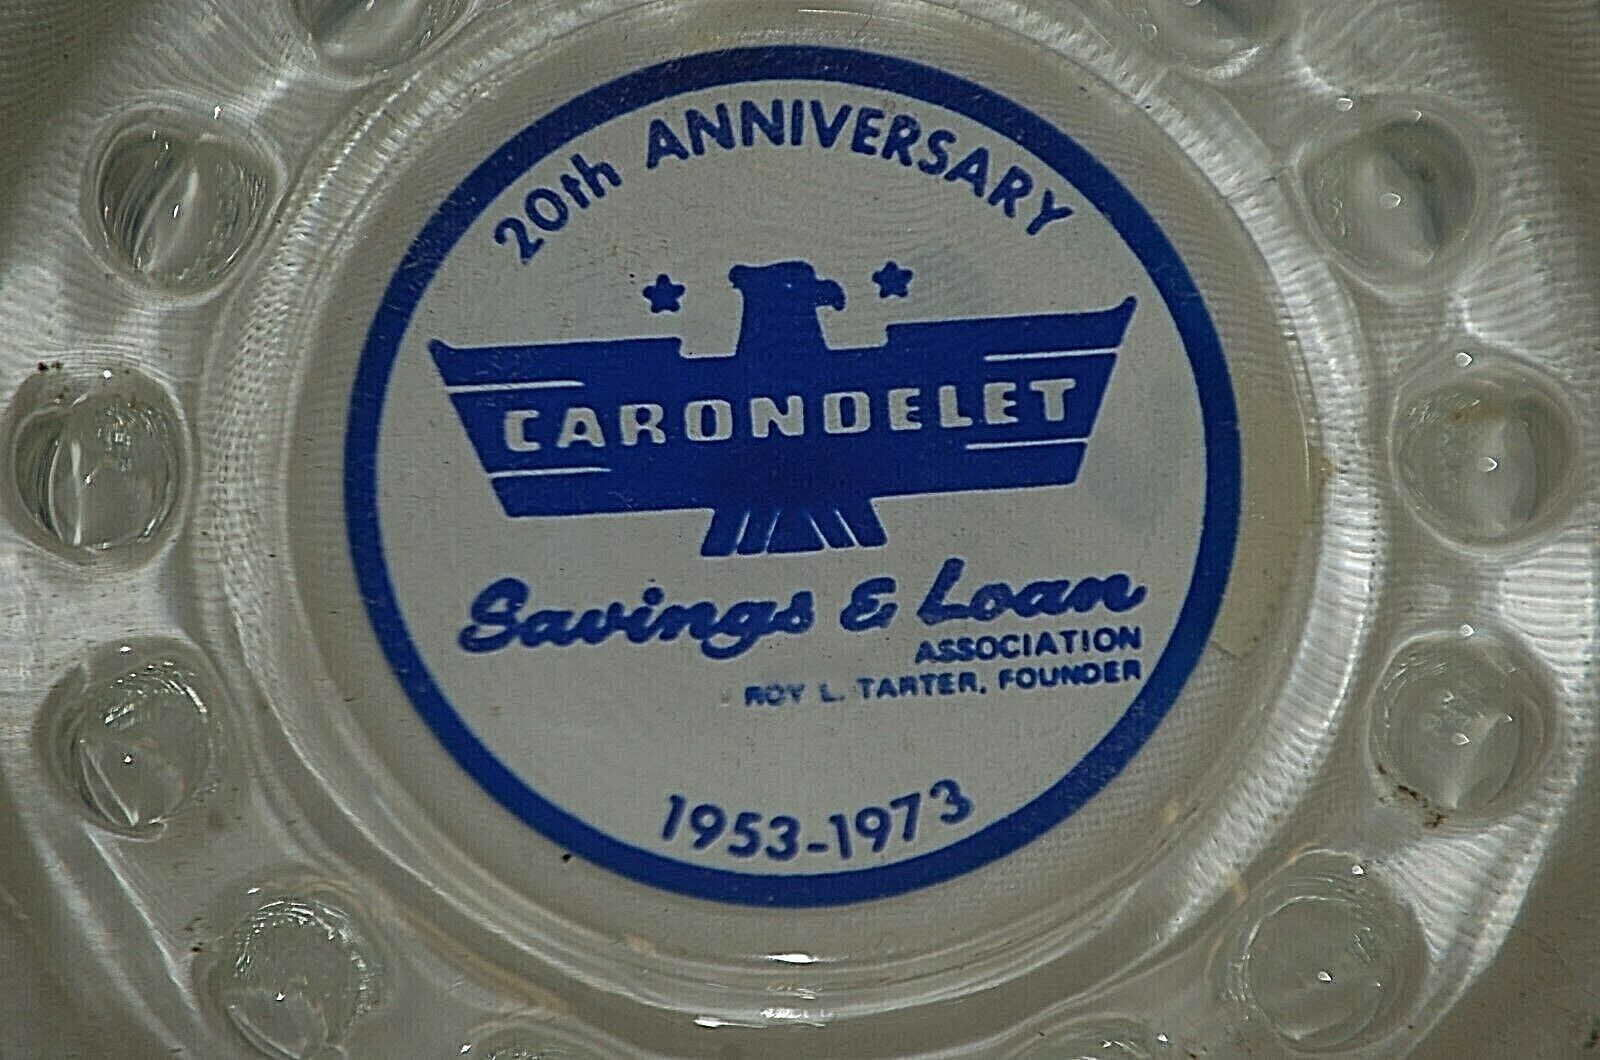 20th ANNIVERSARY
CARONDELET
Savings & Loan
ASSOCIATION
ROY L. TARTER, FOUNDER
1953-1973